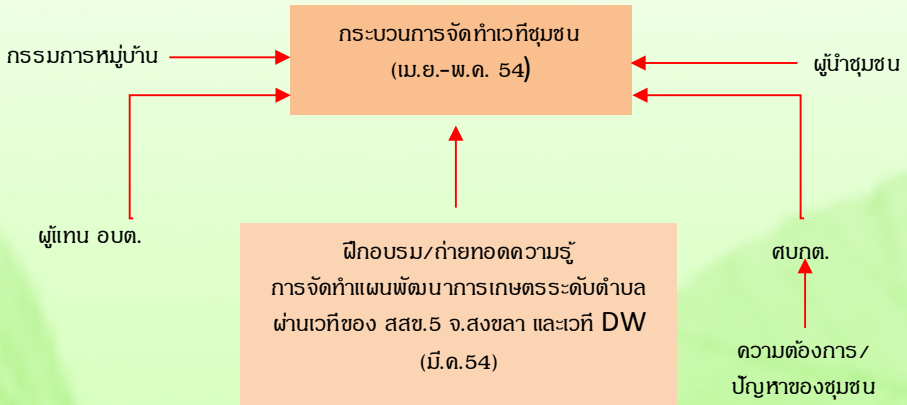 กระบวนการจัดทำเวทีชุมชน
(เม.ย.-พ.ค. 54)
กรรมการหมู่บ้าน
ผู้นำชุมชน
ผู้แทน อบต.
ศบกต.
ฝึกอบรม/ถ่ายทอดความรู้
การจัดทำแผนพัฒนาการเกษตรระดับตำบล
ผ่านเวทีของ สสข.5 จ.สงขลา และเวที DW
(มี.ค.54)
ความต้องการ/
ปัญหาของชุมชน